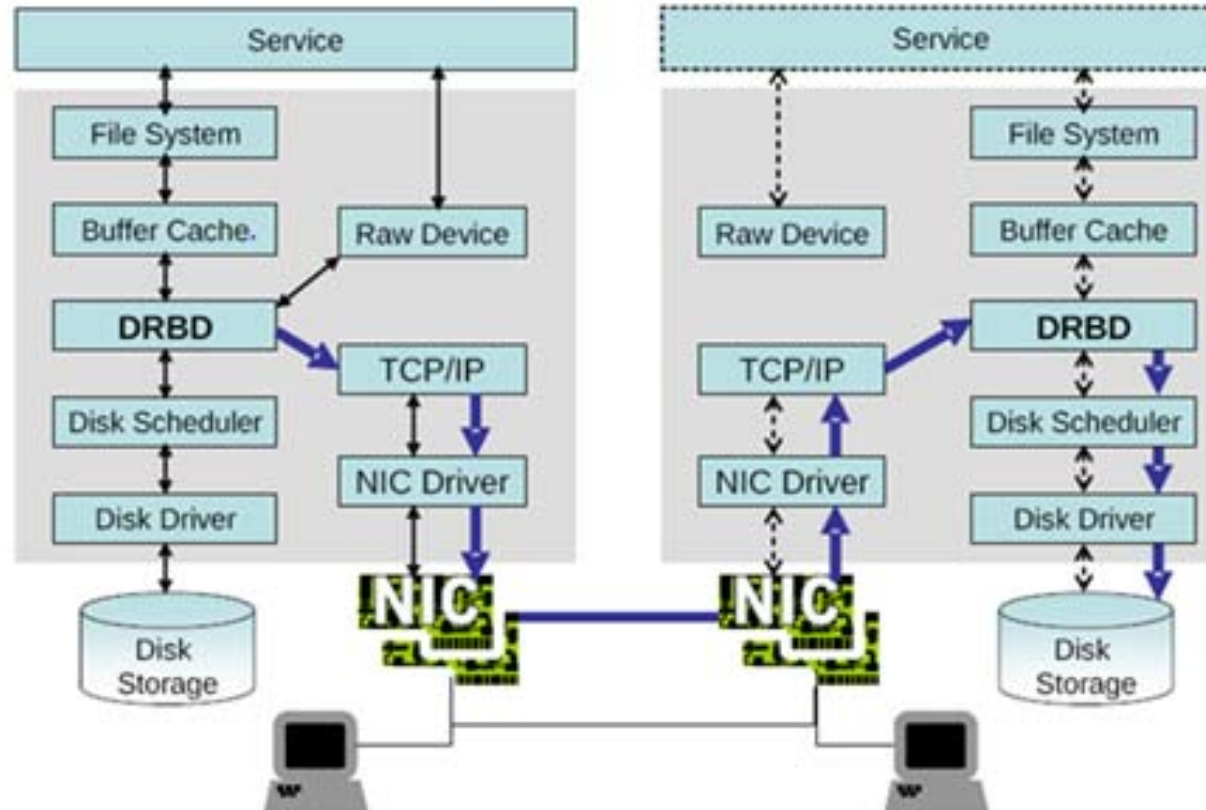 Service
File System
Buffer Cache.
Raw Device
DRBD
TCP/IP
Disk Scheduler
NIC Driver
Disk Driver
NIC
Disk
Storage
Service
File System
Raw Device
Buffer Cache
DRBD
TCP/IP
Disk Scheduler
NIC Driver
Disk Driver
NIC
Disk
Storage